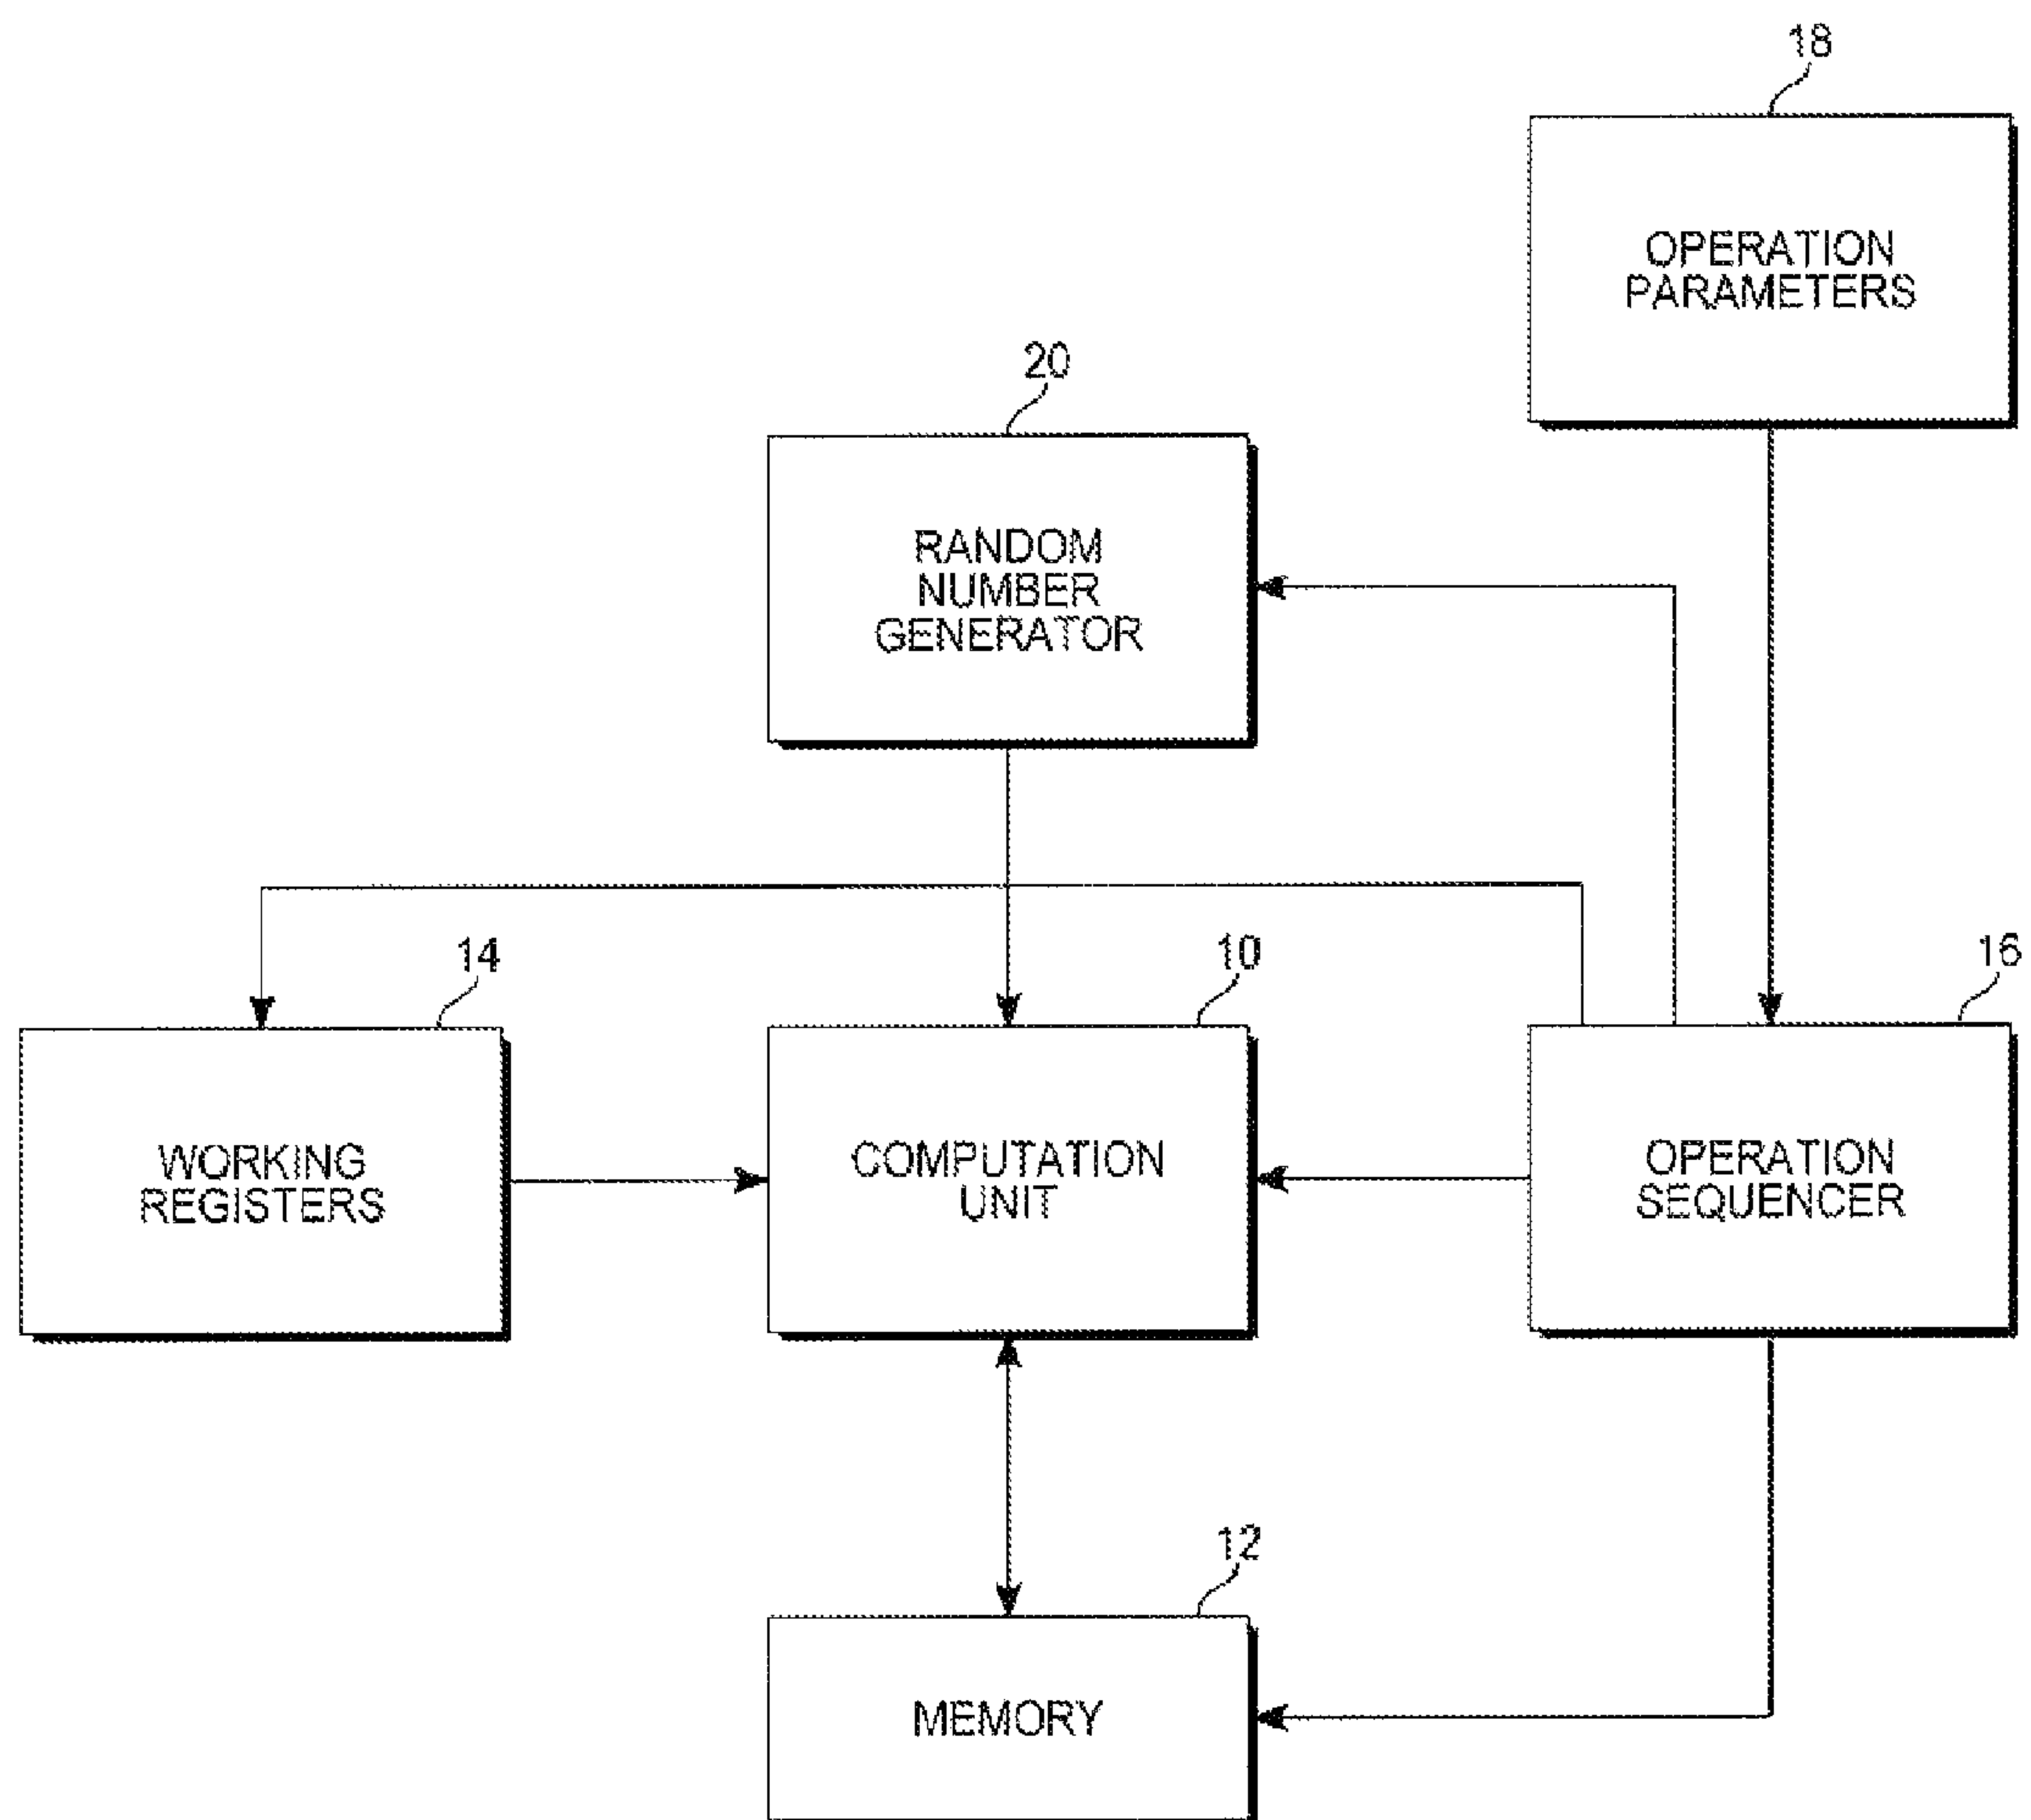 18
OPERATION
PARAMETERS
20
RANDOM
NUMBER
GENERATOR
14
10
16
WORKING
REGISTERS
COMPUTATION
UNIT
OPERATION
SEQUENCER
12
MEMORY